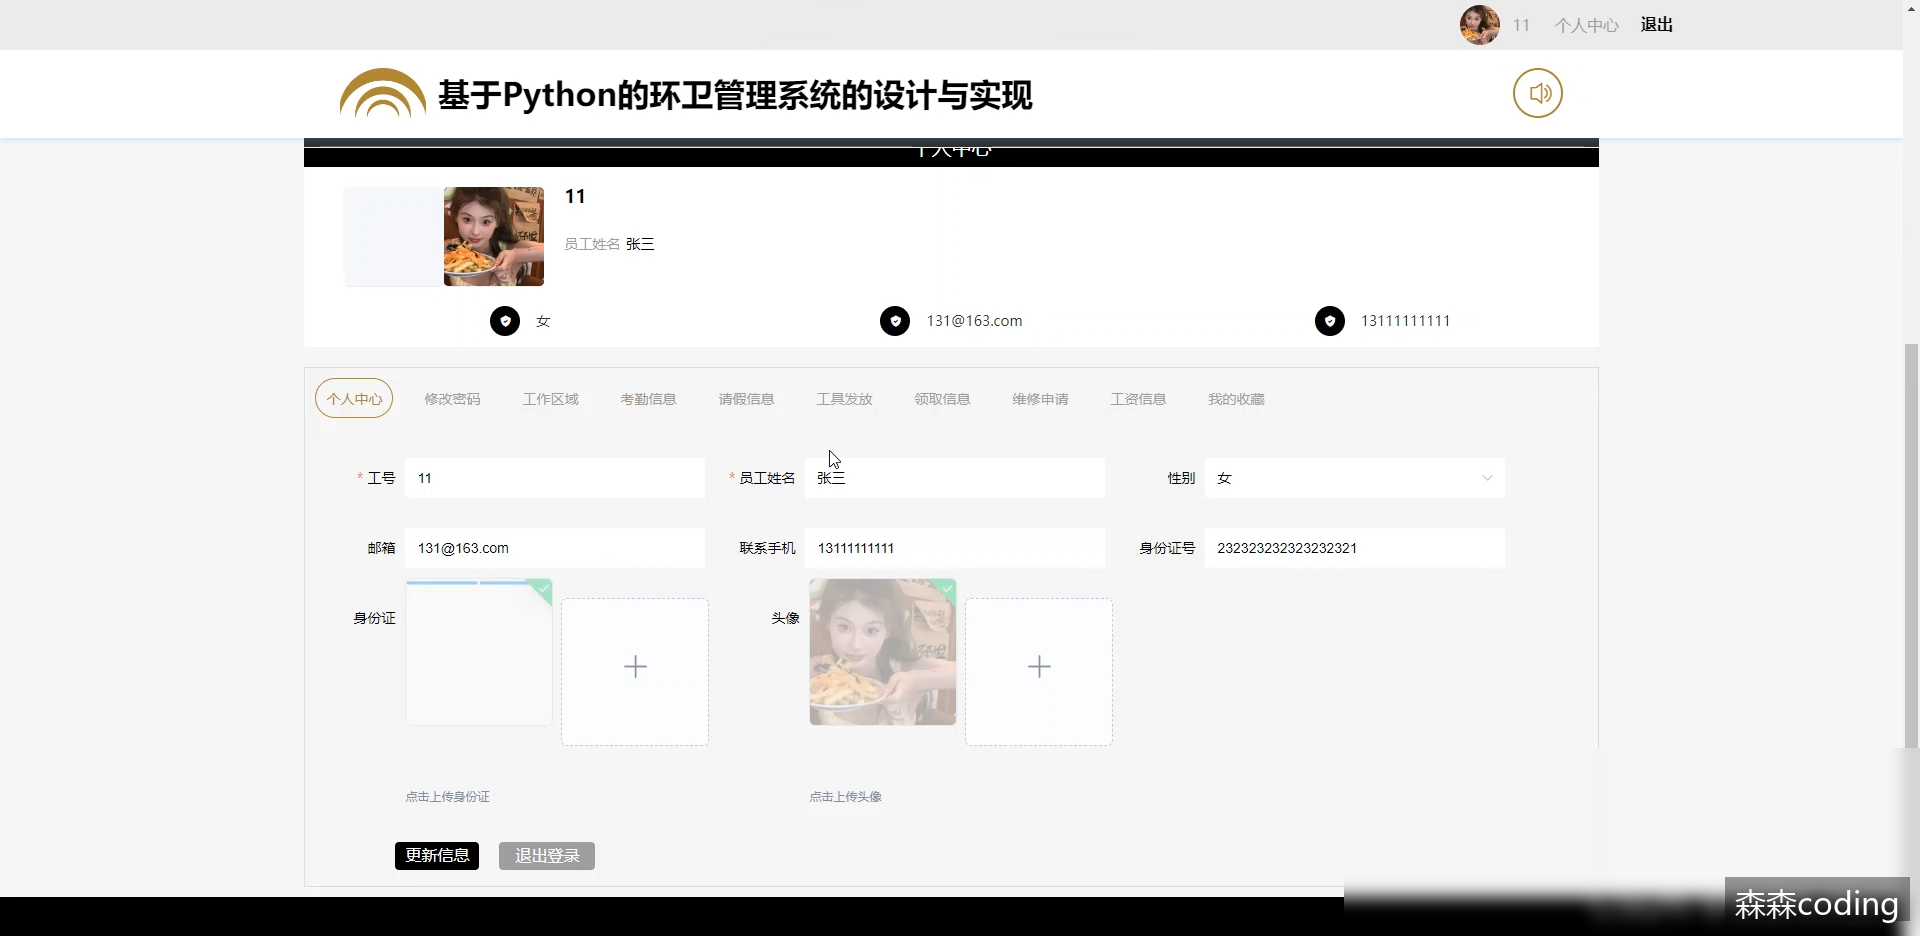 11 个人中心 退出
基于Python的环卫管理系统的设计与实现
个人中心
11
员工姓名 张三
女 131@163.com 13111111111
个人中心 修改密码 工作区域 考勤信息 请假信息 工具发放 领取信息 维修申请 工资信息 我的收藏
* 工号 11 * 员工姓名 张三 性别 女
邮箱 131@163.com 联系手机 13111111111 身份证号 232323232323232321
身份证 头像
点击上传身份证 点击上传头像
更新信息 退出登录
森森coding